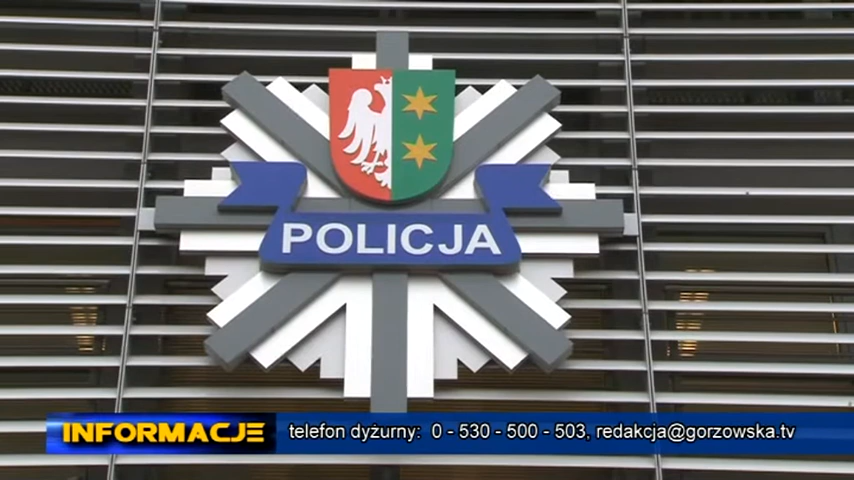 POLICJA
INFORMACJE telefon dyżurny: 0 - 530 - 500 - 503, redakcja@gorzowska.tv